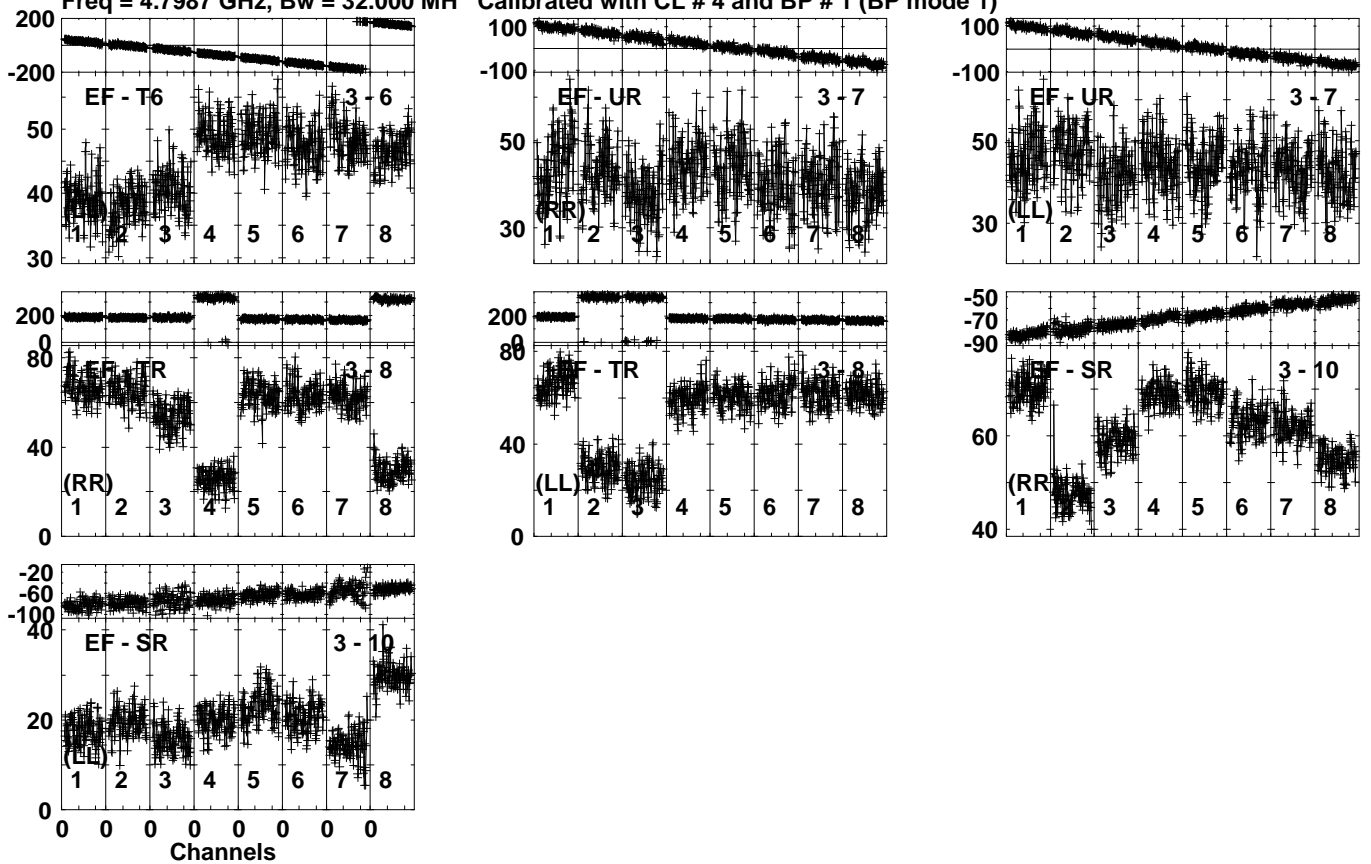 Freq = 4.7987 GHz, Bw = 32.000 MH Calibrated with CL # 4 and BP # 1 (BP mode 1)
200
-200
EF - T6 3 - 6
50
40
30
(LL)
1 2 3 4 5 6 7 8
100
-100
EF - UR 3 - 7
50
30
(RR)
1 2 3 4 5 6 7 8
100
-100
EF - UR 3 - 7
50
30
(LL)
1 2 3 4 5 6 7 8
200
0
80
EF - TR 3 - 8
40
(RR)
1 2 3 4 5 6 7 8
0
200
0
80
EF - TR 3 - 8
40
(LL)
1 2 3 4 5 6 7 8
0
-50
-70
-90
EF - SR 3 - 10
60
(RR)
1 2 3 4 5 6 7 8
40
-20
-60
-100
40
EF - SR 3 - 10
20
(LL)
1 2 3 4 5 6 7 8
0
0 0 0 0 0 0 0 0
Channels